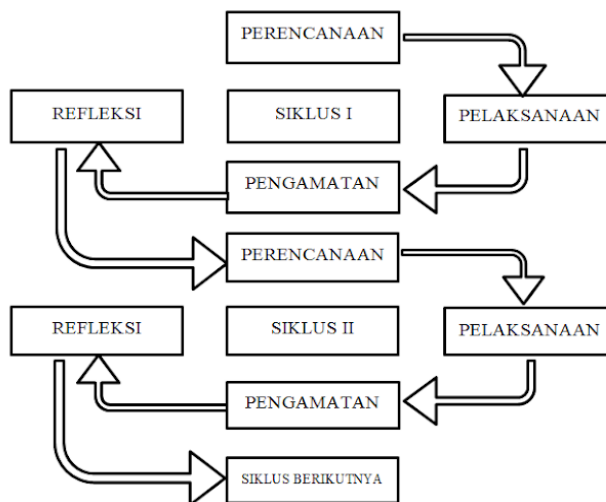 PERENCANAAN
REFLEKSI
SIKLUS I
PELAKSANAAN
PENGAMATAN
PERENCANAAN
REFLEKSI
SIKLUS II
PELAKSANAAN
PENGAMATAN
SIKLUS BERIKUTNYA